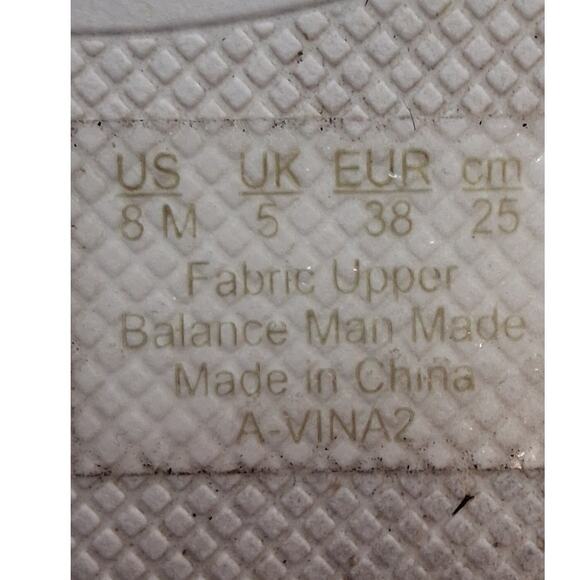 US UK EUR cm
8 M 5 38 25
Fabric Upper
Balance Man Made
Made in China
A-VINA2